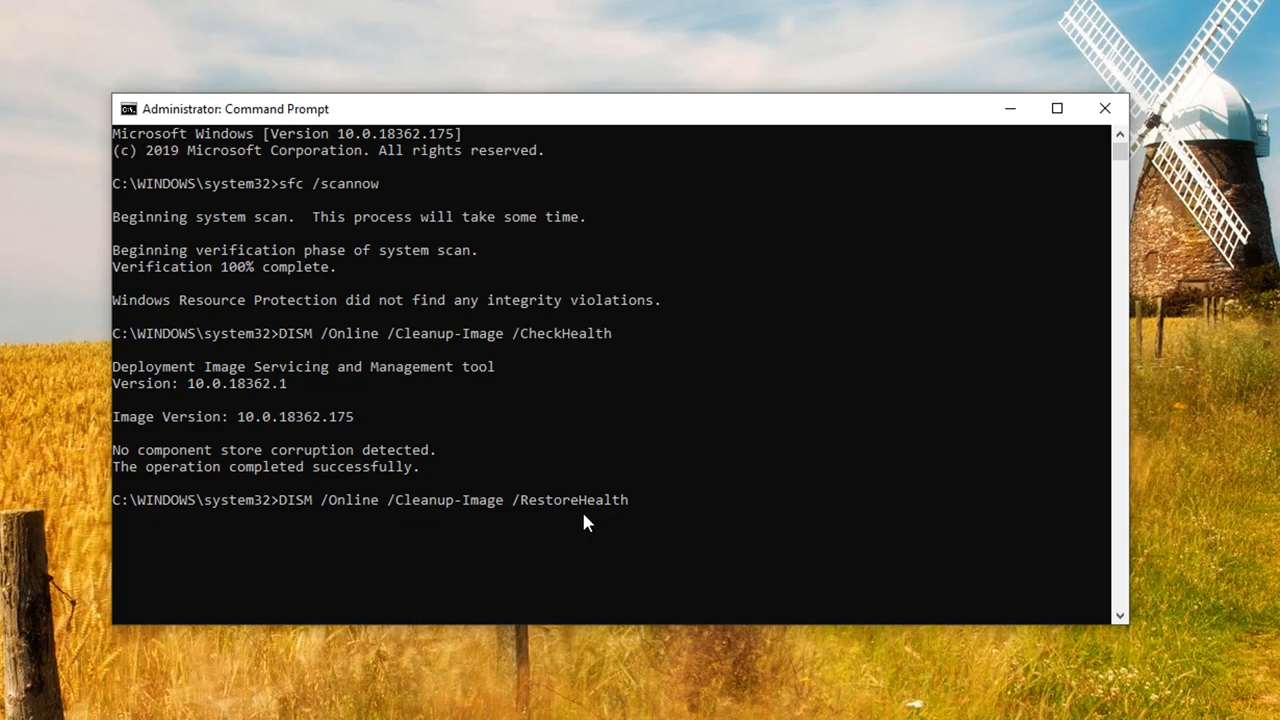 Administrator: Command Prompt
Microsoft Windows [Version 10.0.18362.175]
(c) 2019 Microsoft Corporation. All rights reserved.
C:\WINDOWS\system32>sfc /scannow
Beginning system scan.  This process will take some time.
Beginning verification phase of system scan.
Verification 100% complete.
Windows Resource Protection did not find any integrity violations.
C:\WINDOWS\system32>DISM /Online /Cleanup-Image /CheckHealth
Deployment Image Servicing and Management tool
Version: 10.0.18362.1
Image Version: 10.0.18362.175
No component store corruption detected.
The operation completed successfully.
C:\WINDOWS\system32>DISM /Online /Cleanup-Image /RestoreHealth